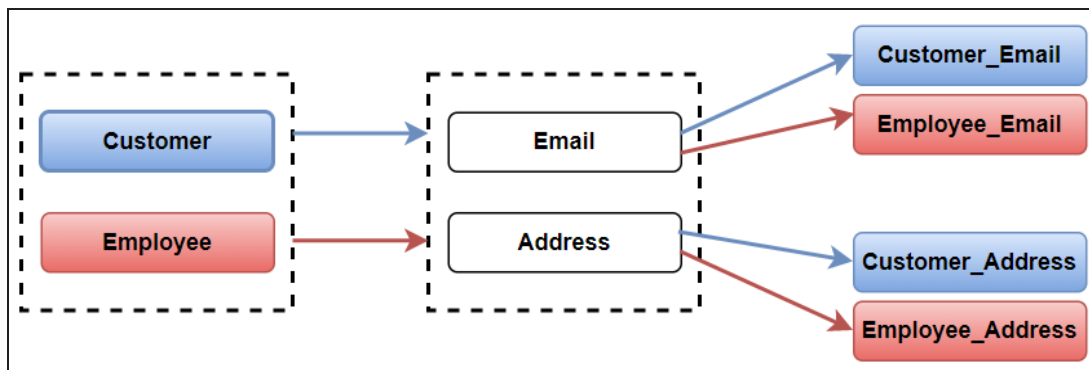 Customer
Employee
Email
Address
Customer_Email
Employee_Email
Customer_Address
Employee_Address